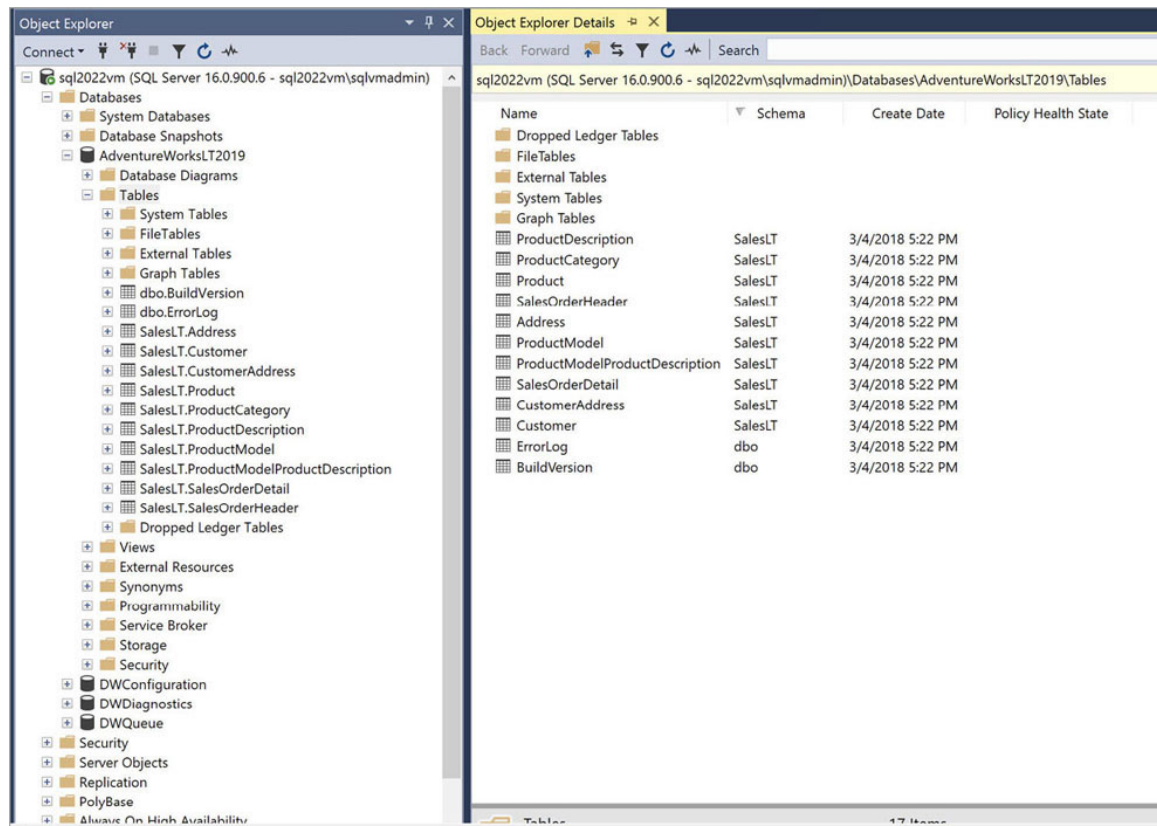 Object Explorer
Connect
sql2022vm (SQL Server 16.0.900.6 - sql2022vm\sqlvmadmin)
Databases
System Databases
Database Snapshots
AdventureWorksLT2019
Database Diagrams
Tables
System Tables
FileTables
External Tables
Graph Tables
dbo.BuildVersion
dbo.ErrorLog
SalesLT.Address
SalesLT.Customer
SalesLT.CustomerAddress
SalesLT.Product
SalesLT.ProductCategory
SalesLT.ProductDescription
SalesLT.ProductModel
SalesLT.ProductModelProductDescription
SalesLT.SalesOrderDetail
SalesLT.SalesOrderHeader
Dropped Ledger Tables
Views
External Resources
Synonyms
Programmability
Service Broker
Storage
Security
DWConfiguration
DWDiagnostics
DWQueue
Security
Server Objects
Replication
PolyBase
Always On High Availability
Object Explorer Details
Back Forward Search
sql2022vm (SQL Server 16.0.900.6 - sql2022vm\sqlvmadmin)\Databases\AdventureWorksLT2019\Tables
Name Schema Create Date Policy Health State
Dropped Ledger Tables
FileTables
External Tables
System Tables
Graph Tables
ProductDescription SalesLT 3/4/2018 5:22 PM
ProductCategory SalesLT 3/4/2018 5:22 PM
Product SalesLT 3/4/2018 5:22 PM
SalesOrderHeader SalesLT 3/4/2018 5:22 PM
Address SalesLT 3/4/2018 5:22 PM
ProductModel SalesLT 3/4/2018 5:22 PM
ProductModelProductDescription SalesLT 3/4/2018 5:22 PM
SalesOrderDetail SalesLT 3/4/2018 5:22 PM
CustomerAddress SalesLT 3/4/2018 5:22 PM
Customer SalesLT 3/4/2018 5:22 PM
ErrorLog dbo 3/4/2018 5:22 PM
BuildVersion dbo 3/4/2018 5:22 PM
Tables 17 Items